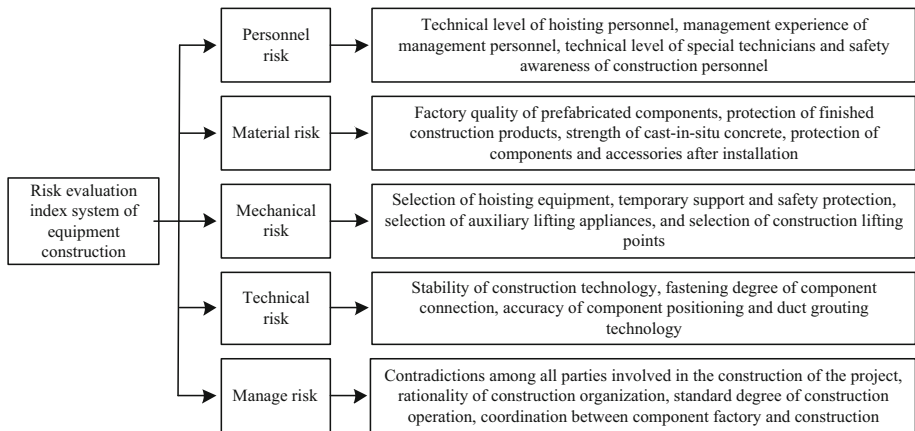 Risk evaluation
index system of
equipment
construction
Personnel
risk
Technical level of hoisting personnel, management experience of
management personnel, technical level of special technicians and safety
awareness of construction personnel
Material risk
Factory quality of prefabricated components, protection of finished
construction products, strength of cast-in-situ concrete, protection of
components and accessories after installation
Mechanical
risk
Selection of hoisting equipment, temporary support and safety protection,
selection of auxiliary lifting appliances, and selection of construction lifting
points
Technical
risk
Stability of construction technology, fastening degree of component
connection, accuracy of component positioning and duct grouting
technology
Manage risk
Contradictions among all parties involved in the construction of the project,
rationality of construction organization, standard degree of construction
operation, coordination between component factory and construction